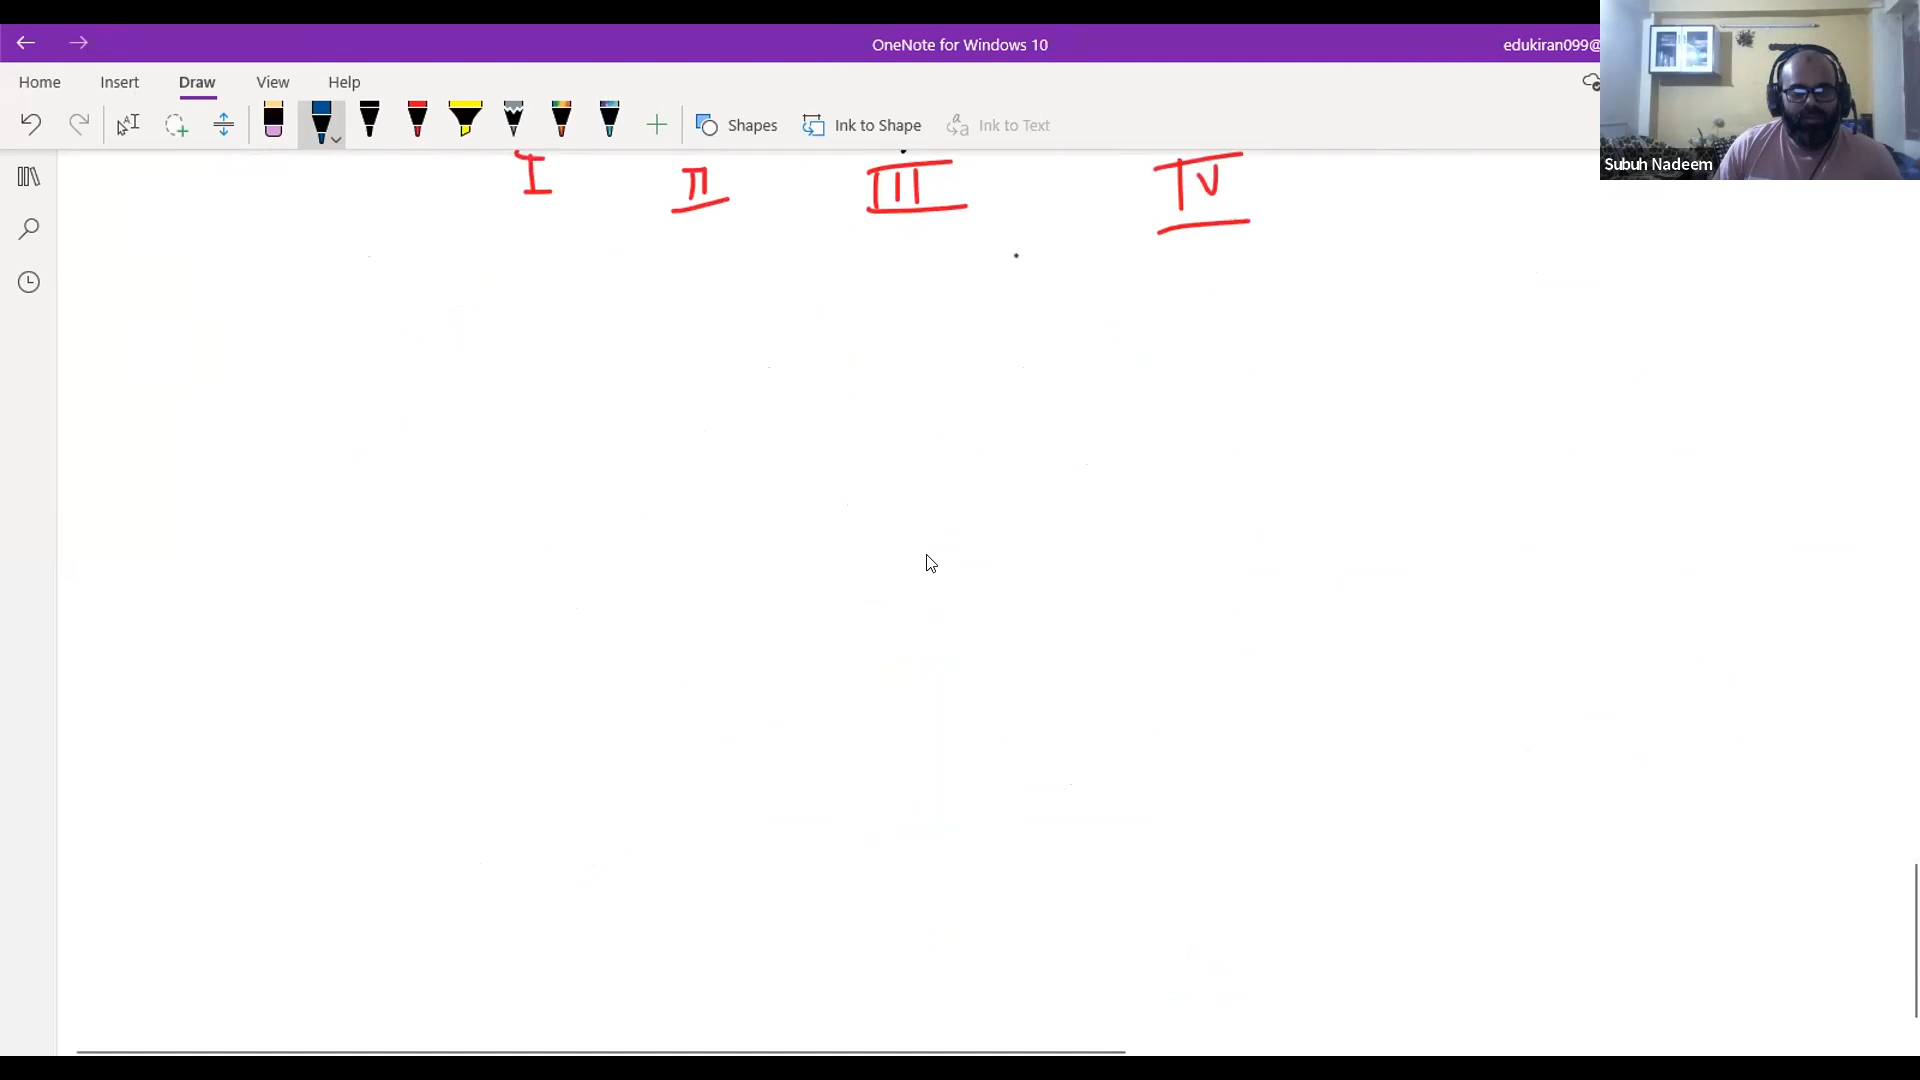 OneNote for Windows 10
edukiran099@
Home Insert Draw View Help
Shapes Ink to Shape Ink to Text
Subuh Nadeem
I II III IV